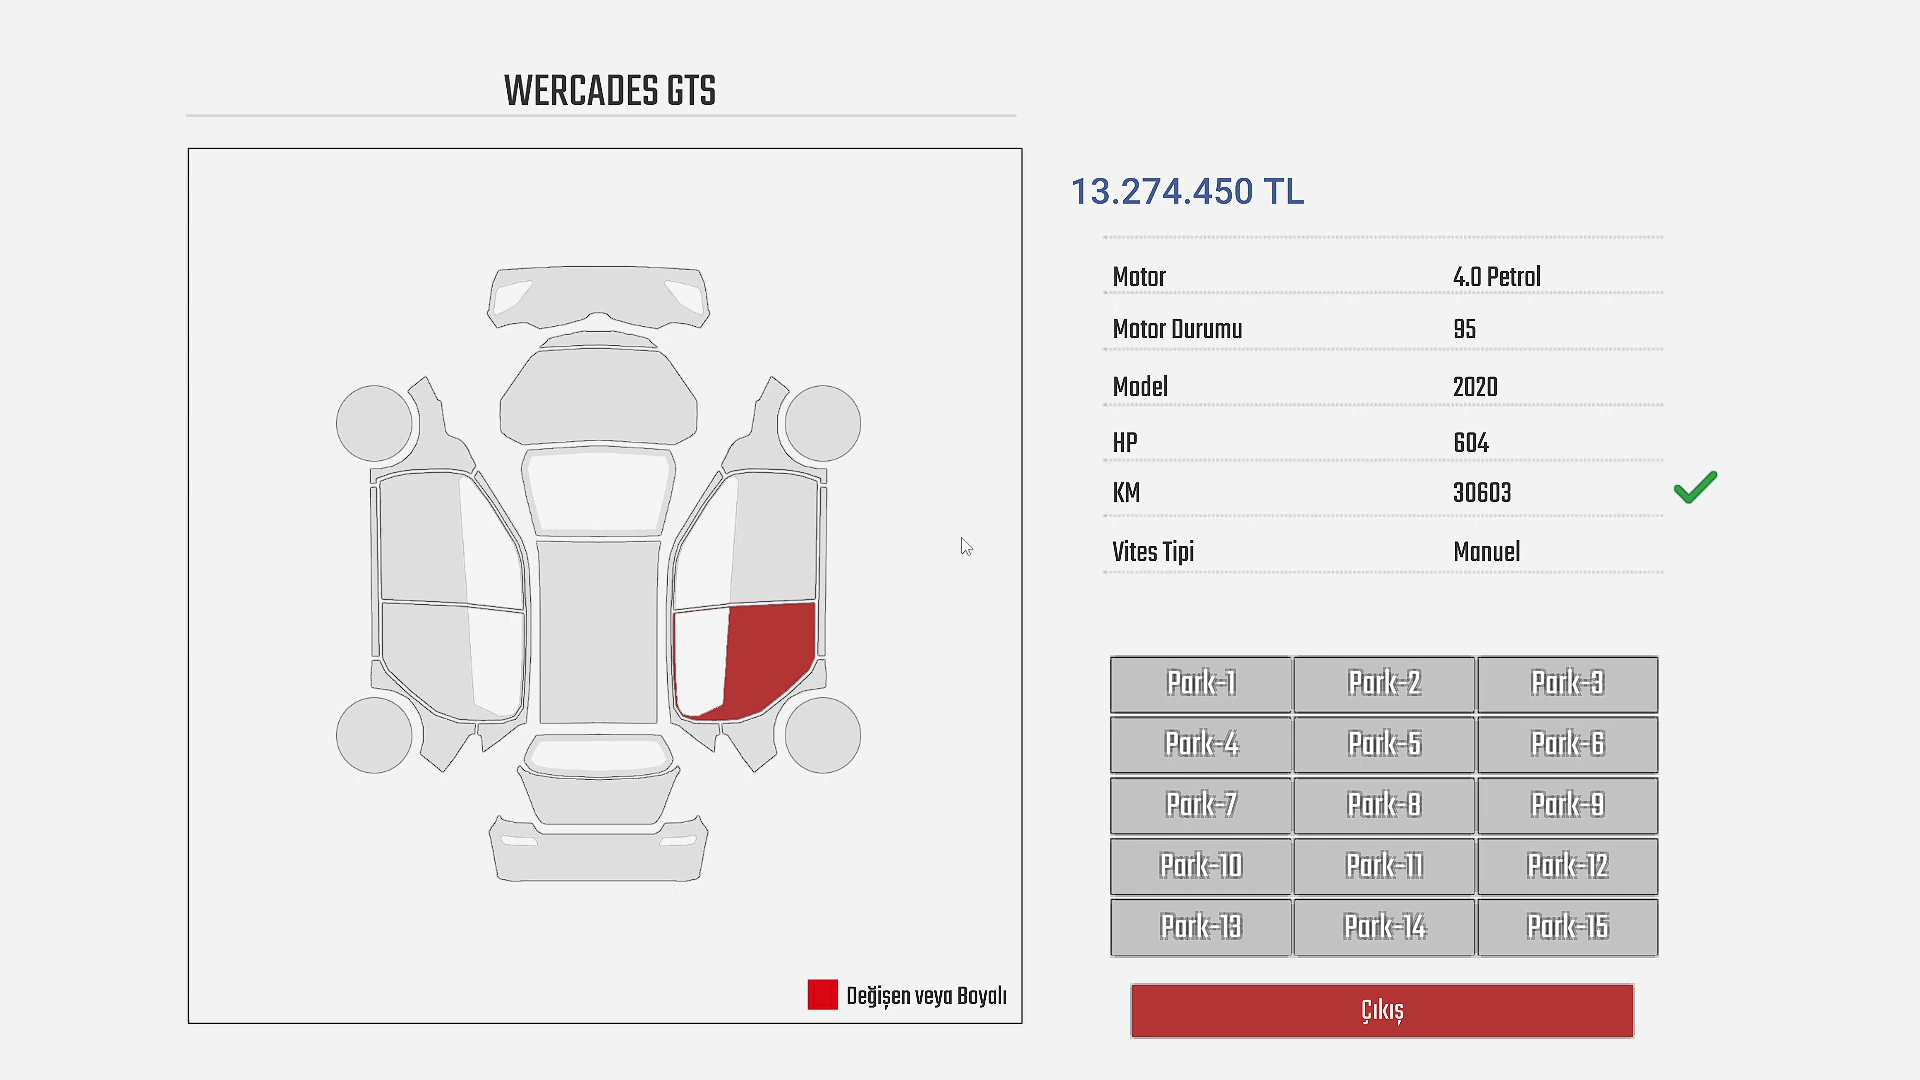 WERCADES GTS
13.274.450 TL
Motor 4.0 Petrol
Motor Durumu 95
Model 2020
HP 604
KM 30603
Vites Tipi Manuel
Park-1 Park-2 Park-3
Park-4 Park-5 Park-6
Park-7 Park-8 Park-9
Park-10 Park-11 Park-12
Park-13 Park-14 Park-15
Değişen veya Boyalı
Çıkış